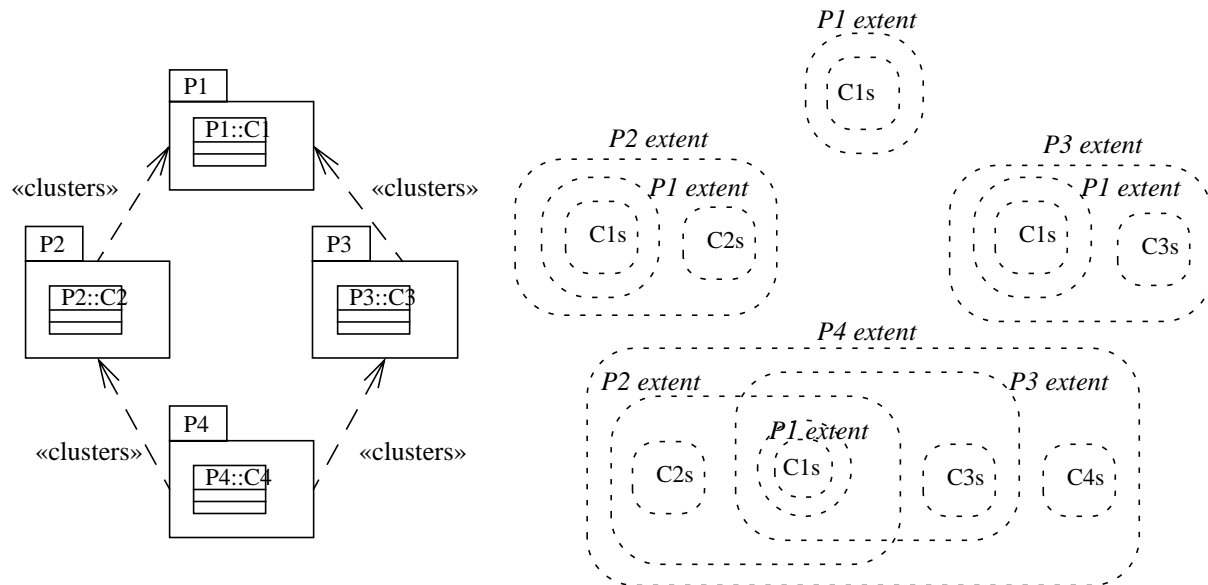 P1
P1::C1
«clusters»
«clusters»
P2
P2::C2
P3
P3::C3
P4
«clusters»
«clusters»
P4::C4
P1 extent
C1s
P2 extent
P1 extent
C1s
C2s
P3 extent
P1 extent
C1s
C3s
P4 extent
P2 extent
P3 extent
P1 extent
C2s
C1s
C3s
C4s